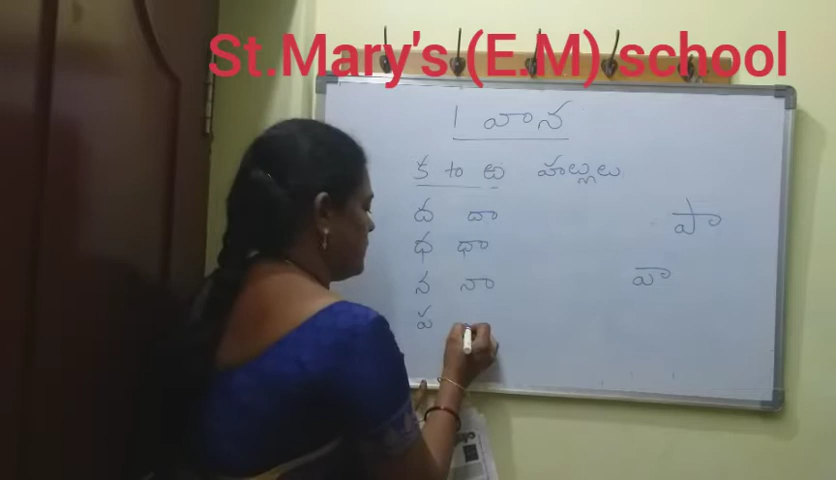 St.Mary's (E.M) school
1 వాన
క to ఱ హల్లులు
ద దా
ధ ధా
న నా
ప
పా
వా